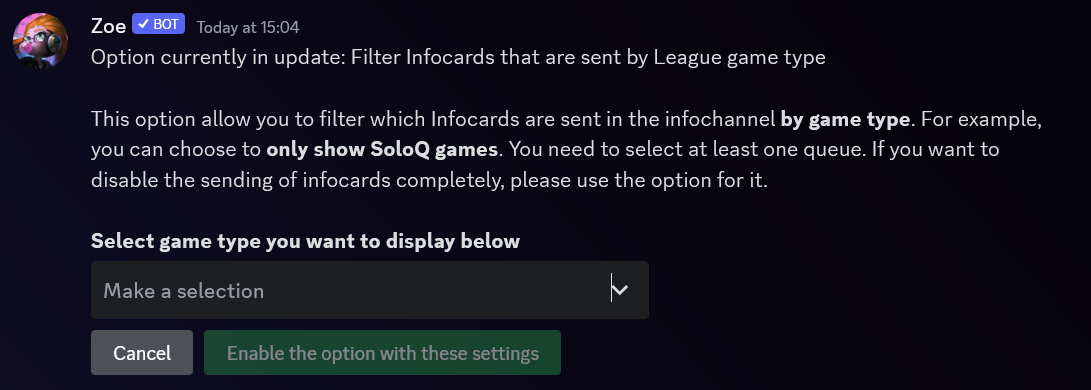 Zoe ✓ BOT Today at 15:04
Option currently in update: Filter Infocards that are sent by League game type
This option allow you to filter which Infocards are sent in the infochannel by game type. For example,
you can choose to only show SoloQ games. You need to select at least one queue. If you want to
disable the sending of infocards completely, please use the option for it.
Select game type you want to display below
Make a selection
Cancel Enable the option with these settings